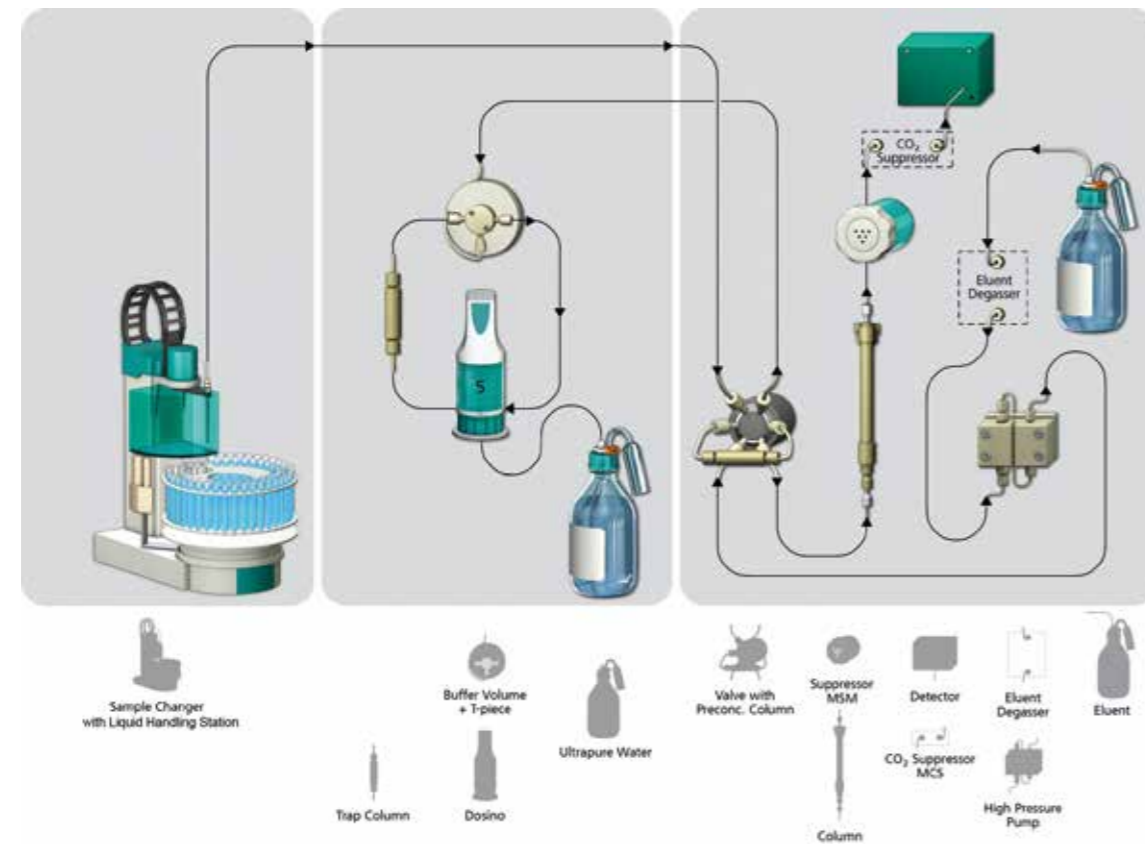 CO₂
Suppressor
Eluent
Degasser
5
Sample Changer
with Liquid Handling Station
Buffer Volume
+ T-piece
Ultrapure Water
Trap Column
Dosino
Valve with
Preconc. Column
Suppressor
MSM
Detector
Eluent
Degasser
Eluent
CO₂ Suppressor
MCS
High Pressure
Pump
Column